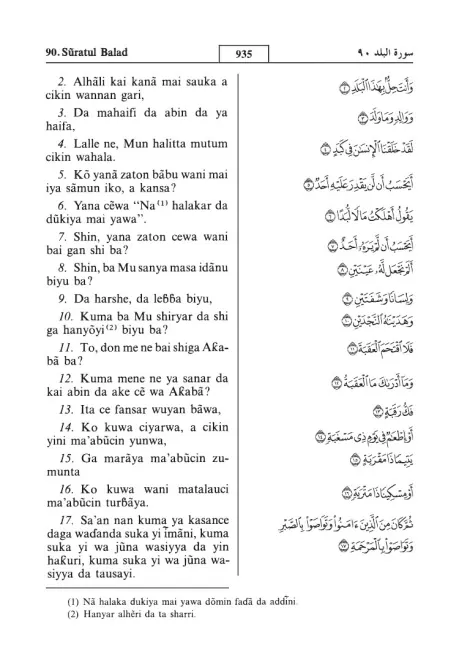 90. Sūratul Balad
935
سورة البلد ٩٠
2. Alhāli kai kanā mai sauka a
cikin wannan gari,
3. Da mahaifi da abin da ya
haifa,
4. Lalle ne, Mun halitta mutum
cikin wahala.
5. Kō yanā zaton bābu wani mai
iya sāmun iko, a kansa?
6. Yana cēwa “Na⁽¹⁾ halakar da
dūkiya mai yawa”.
7. Shin, yana zaton cewa wani
bai gan shi ba?
8. Shin, ba Mu sanya masa idānu
biyu ba?
9. Da harshe, da leɓɓa biyu,
10. Kuma ba Mu shiryar da shi
ga hanyōyi⁽²⁾ biyu ba?
11. To, don me ne bai shiga Aƙa-
bā ba?
12. Kuma mene ne ya sanar da
kai abin da ake cē wa Aƙabā?
13. Ita ce fansar wuyan bāwa,
14. Ko kuwa ciyarwa, a cikin
yini ma'abūcin yunwa,
15. Ga marāya ma'abūcin zu-
munta
16. Ko kuwa wani matalauci
ma'abūcin turɓāya.
17. Sa'an nan kuma ya kasance
daga waɗanda suka yi īmāni, kuma
suka yi wa jūna wasiyya da yin
haƙuri, kuma suka yi wa jūna wa-
siyya da tausayi.
وَأَنتَ حِلٌّ بِهَٰذَا ٱلْبَلَدِ ٢
وَوَالِدٍ وَمَا وَلَدَ ٣
لَقَدْ خَلَقْنَا ٱلْإِنسَٰنَ فِى كَبَدٍ ٤
أَيَحْسَبُ أَن لَّن يَقْدِرَ عَلَيْهِ أَحَدٌ ٥
يَقُولُ أَهْلَكْتُ مَالًا لُّبَدًا ٦
أَيَحْسَبُ أَن لَّمْ يَرَهُۥٓ أَحَدٌ ٧
أَلَمْ نَجْعَل لَّهُۥ عَيْنَيْنِ ٨
وَلِسَانًا وَشَفَتَيْنِ ٩
وَهَدَيْنَٰهُ ٱلنَّجْدَيْنِ ١٠
فَلَا ٱقْتَحَمَ ٱلْعَقَبَةَ ١١
وَمَآ أَدْرَىٰكَ مَا ٱلْعَقَبَةُ ١٢
فَكُّ رَقَبَةٍ ١٣
أَوْ إِطْعَٰمٌ فِى يَوْمٍ ذِى مَسْغَبَةٍ ١٤
يَتِيمًا ذَا مَقْرَبَةٍ ١٥
أَوْ مِسْكِينًا ذَا مَتْرَبَةٍ ١٦
ثُمَّ كَانَ مِنَ ٱلَّذِينَ ءَامَنُوا۟ وَتَوَاصَوْا۟ بِٱلصَّبْرِ
وَتَوَاصَوْا۟ بِٱلْمَرْحَمَةِ ١٧
(1) Nā halaka dukiya mai yawa dōmin faɗā da addīni.
(2) Hanyar alhēri da ta sharri.